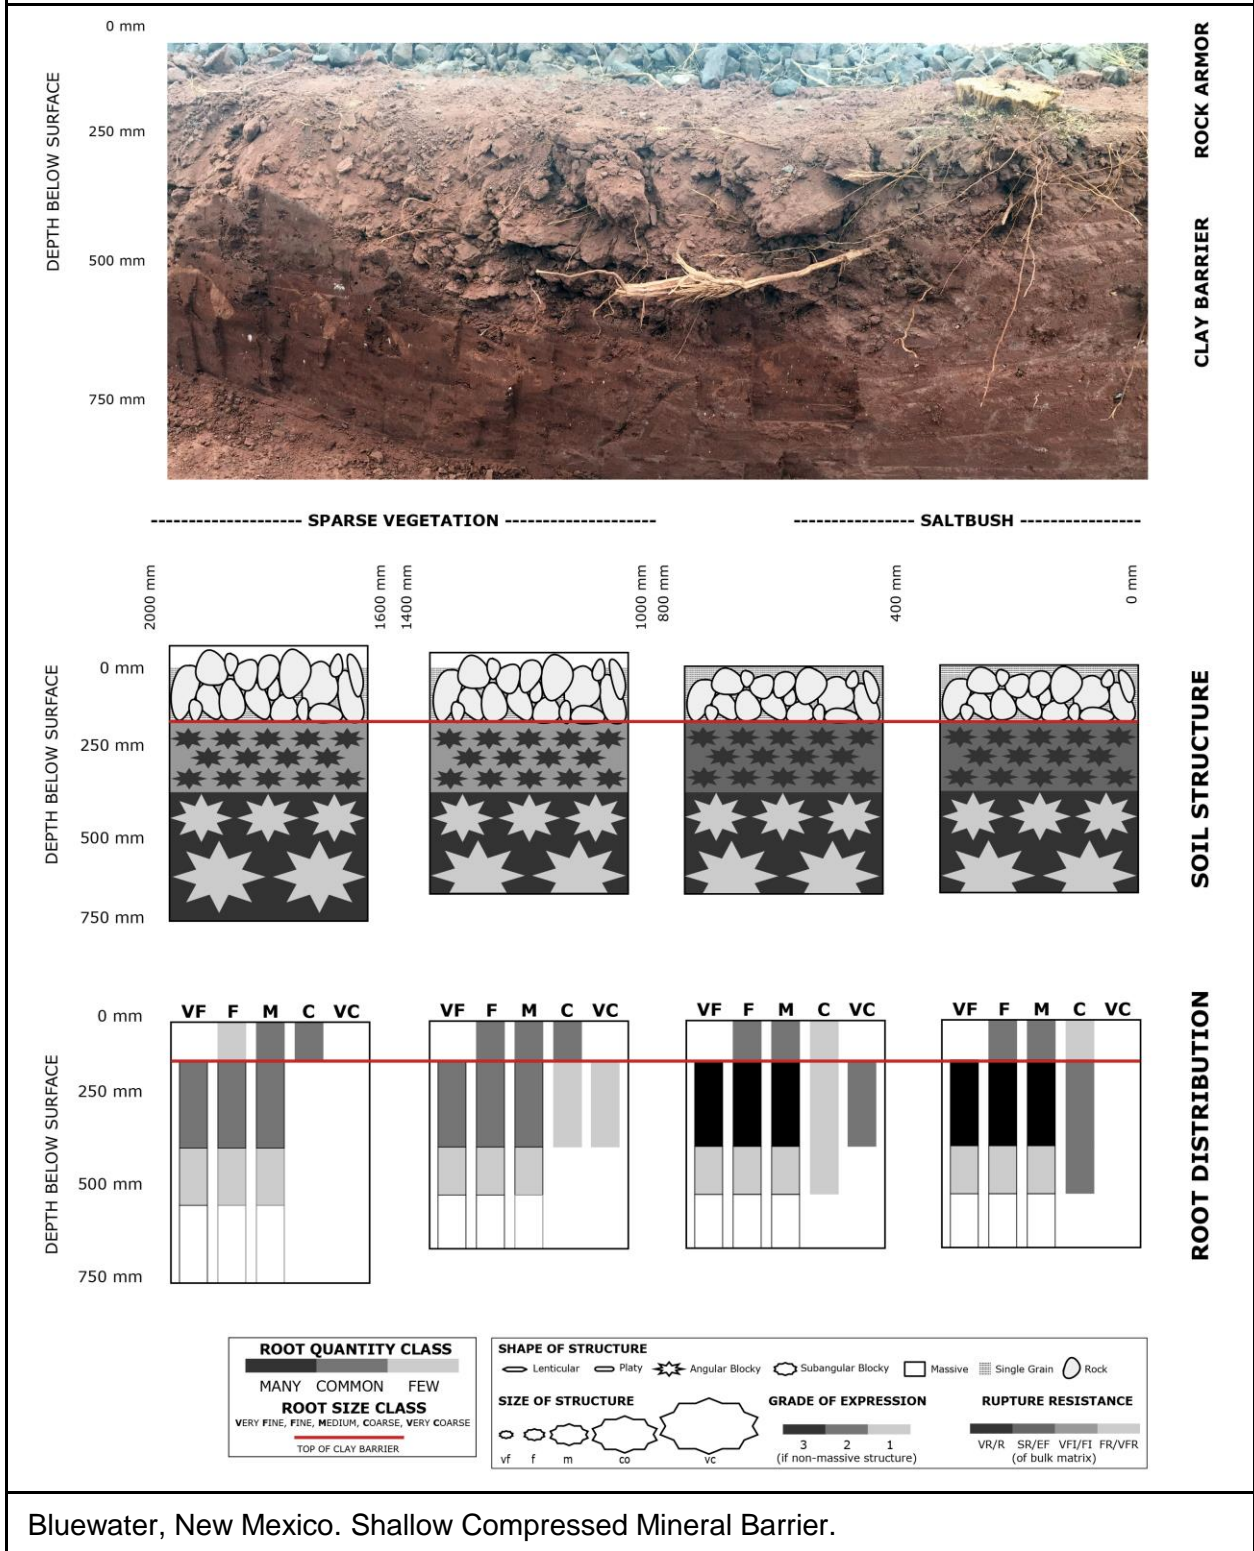 0 mm
250 mm
500 mm
750 mm
DEPTH BELOW SURFACE
ROCK ARMOR
CLAY BARRIER
-------------------- SPARSE VEGETATION --------------------
---------------- SALTBUSH ----------------
2000 mm
1600 mm
1400 mm
1000 mm
800 mm
400 mm
0 mm
0 mm
250 mm
500 mm
750 mm
DEPTH BELOW SURFACE
SOIL STRUCTURE
VF F M C VC
VF F M C VC
VF F M C VC
VF F M C VC
0 mm
250 mm
500 mm
750 mm
DEPTH BELOW SURFACE
ROOT DISTRIBUTION
ROOT QUANTITY CLASS
MANY COMMON FEW
ROOT SIZE CLASS
VERY FINE, FINE, MEDIUM, COARSE, VERY COARSE
TOP OF CLAY BARRIER
SHAPE OF STRUCTURE
Lenticular Platy Angular Blocky Subangular Blocky Massive Single Grain Rock
SIZE OF STRUCTURE
vf f m co vc
GRADE OF EXPRESSION
3 2 1
(if non-massive structure)
RUPTURE RESISTANCE
VR/R SR/EF VFI/FI FR/VFR
(of bulk matrix)
Bluewater, New Mexico. Shallow Compressed Mineral Barrier.